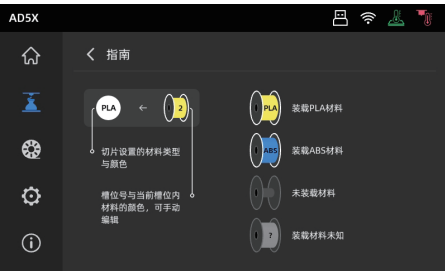 AD5X
指南
PLA
←
2
切片设置的材料类型
与颜色
槽位号与当前槽位内
材料的颜色，可手动
编辑
PLA
装载PLA材料
ABS
装载ABS材料
未装载材料
?
装载材料未知